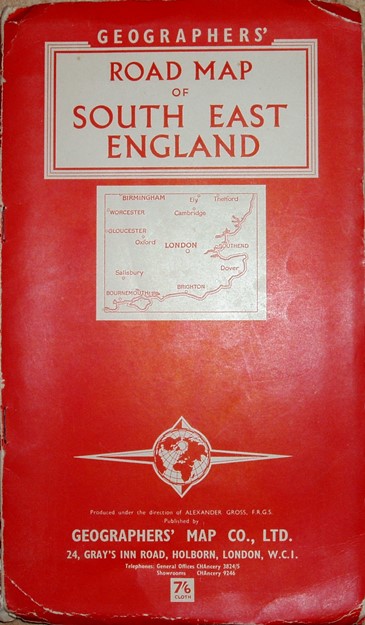 GEOGRAPHERS'
ROAD MAP
OF
SOUTH EAST
ENGLAND
BIRMINGHAM Ely Thetford
WORCESTER Cambridge
GLOUCESTER
Oxford LONDON SOUTHEND
Salisbury Dover
BOURNEMOUTH BRIGHTON
Produced under the direction of ALEXANDER GROSS, F.R.G.S.
Published by
GEOGRAPHERS' MAP CO., LTD.
24, GRAY'S INN ROAD, HOLBORN, LONDON, W.C.1.
Telephones: General Offices CHAncery 3824/5
Showrooms CHAncery 9246
7/6
CLOTH